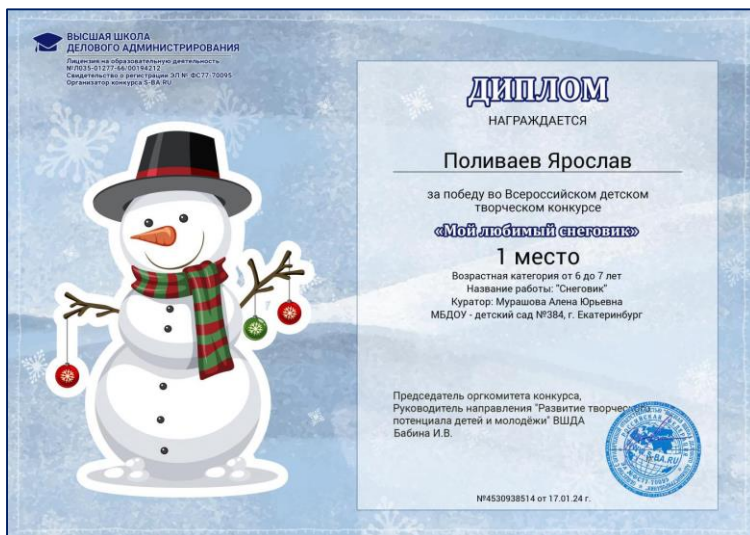 ВЫСШАЯ ШКОЛА
ДЕЛОВОГО АДМИНИСТРИРОВАНИЯ
Лицензия на образовательную деятельность
№Л035-01277-66/00194212
Свидетельство о регистрации ЭЛ № ФС77-70095
Организатор конкурса S-BA.RU
ДИПЛОМ
НАГРАЖДАЕТСЯ
Поливаев Ярослав
за победу во Всероссийском детском
творческом конкурсе
«Мой любимый снеговик»
1 место
Возрастная категория от 6 до 7 лет
Название работы: "Снеговик"
Куратор: Мурашова Алена Юрьевна
МБДОУ - детский сад №384, г. Екатеринбург
Председатель оргкомитета конкурса,
Руководитель направления "Развитие творческого
потенциала детей и молодёжи" ВШДА
Бабина И.В.
S-BA.RU
№4530938514 от 17.01.24 г.